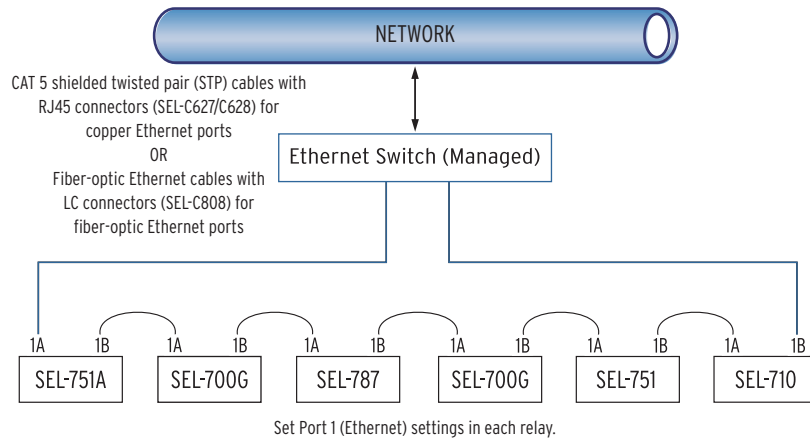 NETWORK
CAT 5 shielded twisted pair (STP) cables with
RJ45 connectors (SEL-C627/C628) for
copper Ethernet ports
OR
Fiber-optic Ethernet cables with
LC connectors (SEL-C808) for
fiber-optic Ethernet ports
Ethernet Switch (Managed)
1A 1B 1A 1B 1A 1B 1A 1B 1A 1B 1A 1B
SEL-751A SEL-700G SEL-787 SEL-700G SEL-751 SEL-710
Set Port 1 (Ethernet) settings in each relay.